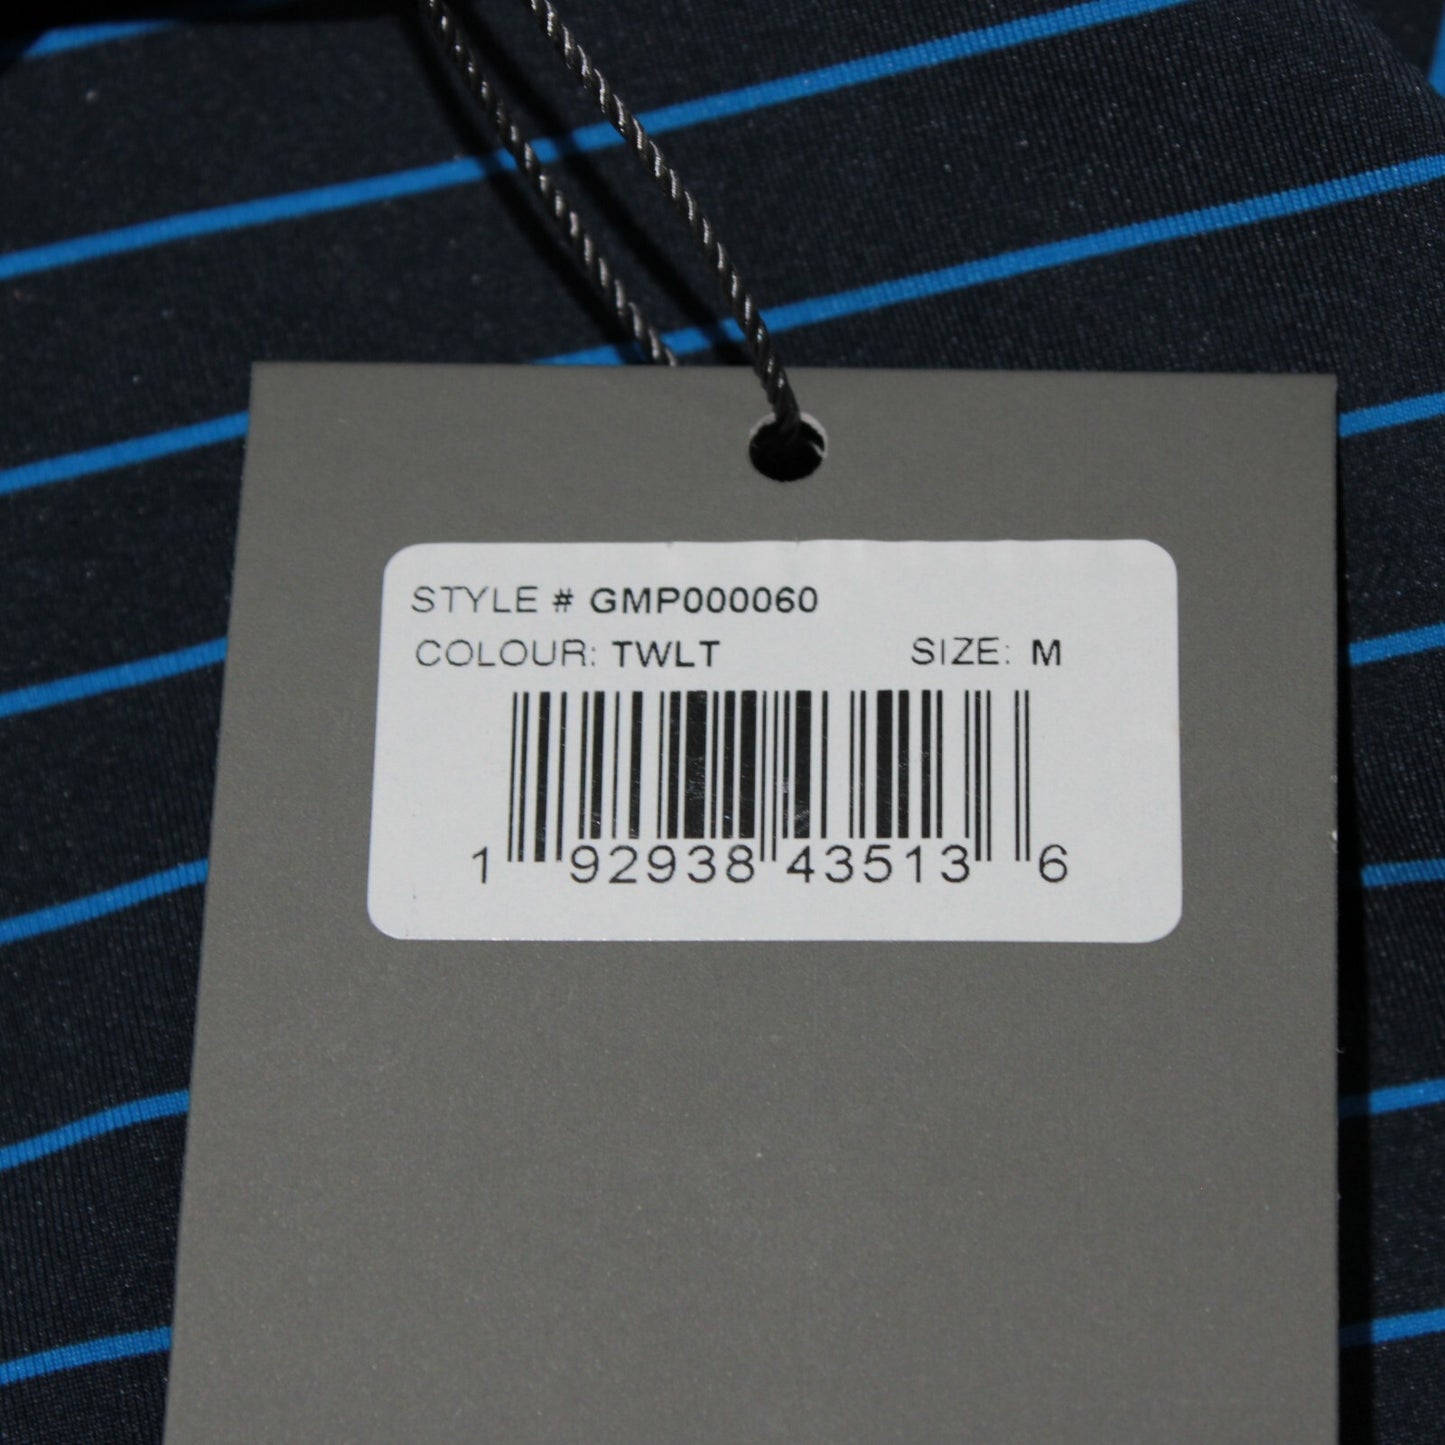 STYLE # GMP000060
COLOUR: TWLT SIZE: M
1 92938 43513 6